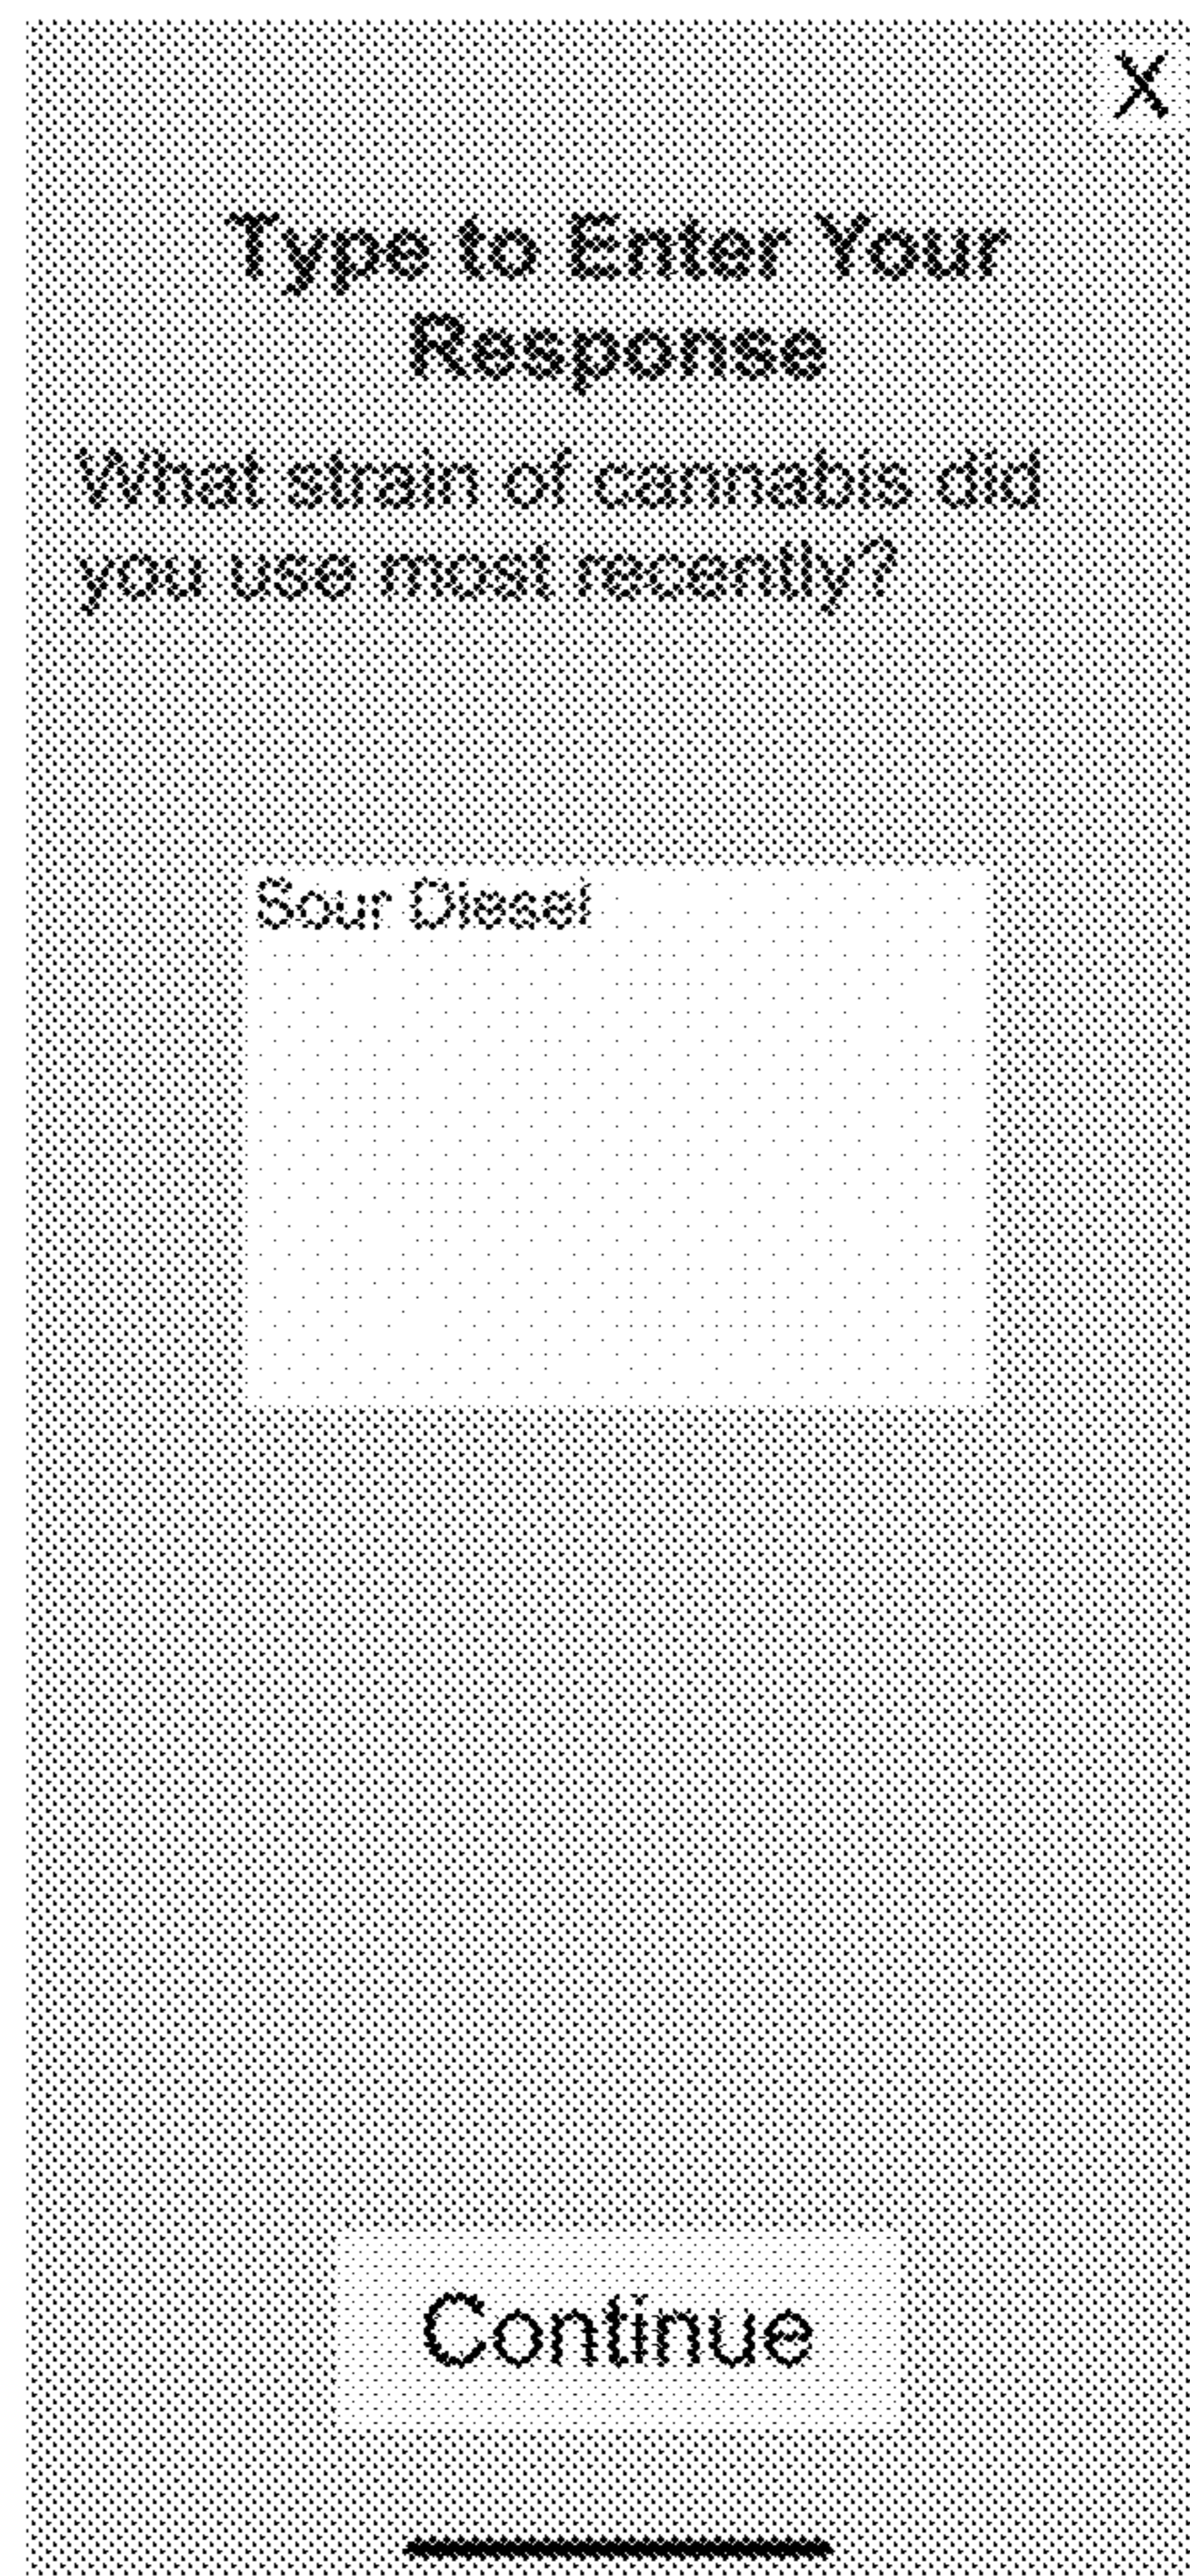 X
Type to Enter Your
Response
What strain of cannabis did
you use most recently?
Sour Diesel
Continue